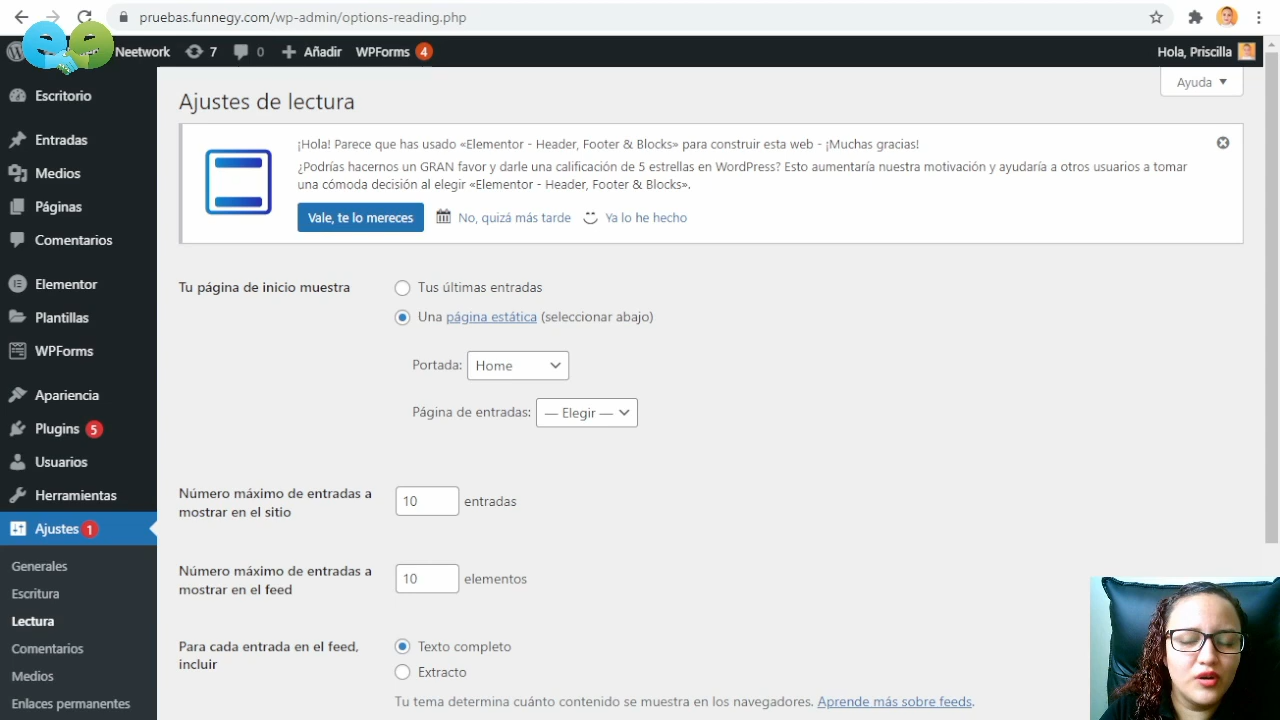 pruebas.funnegy.com/wp-admin/options-reading.php
Neetwork
7
0
Añadir
WPForms 4
Hola, Priscilla
Ayuda
Escritorio
Entradas
Medios
Páginas
Comentarios
Elementor
Plantillas
WPForms
Apariencia
Plugins 5
Usuarios
Herramientas
Ajustes 1
Generales
Escritura
Lectura
Comentarios
Medios
Enlaces permanentes
Ajustes de lectura
¡Hola! Parece que has usado «Elementor - Header, Footer & Blocks» para construir esta web - ¡Muchas gracias!
¿Podrías hacernos un GRAN favor y darle una calificación de 5 estrellas en WordPress? Esto aumentaría nuestra motivación y ayudaría a otros usuarios a tomar
una cómoda decisión al elegir «Elementor - Header, Footer & Blocks».
Vale, te lo mereces
No, quizá más tarde
Ya lo he hecho
Tu página de inicio muestra
Tus últimas entradas
Una página estática (seleccionar abajo)
Portada: Home
Página de entradas: — Elegir —
Número máximo de entradas a
mostrar en el sitio
10 entradas
Número máximo de entradas a
mostrar en el feed
10 elementos
Para cada entrada en el feed,
incluir
Texto completo
Extracto
Tu tema determina cuánto contenido se muestra en los navegadores. Aprende más sobre feeds.